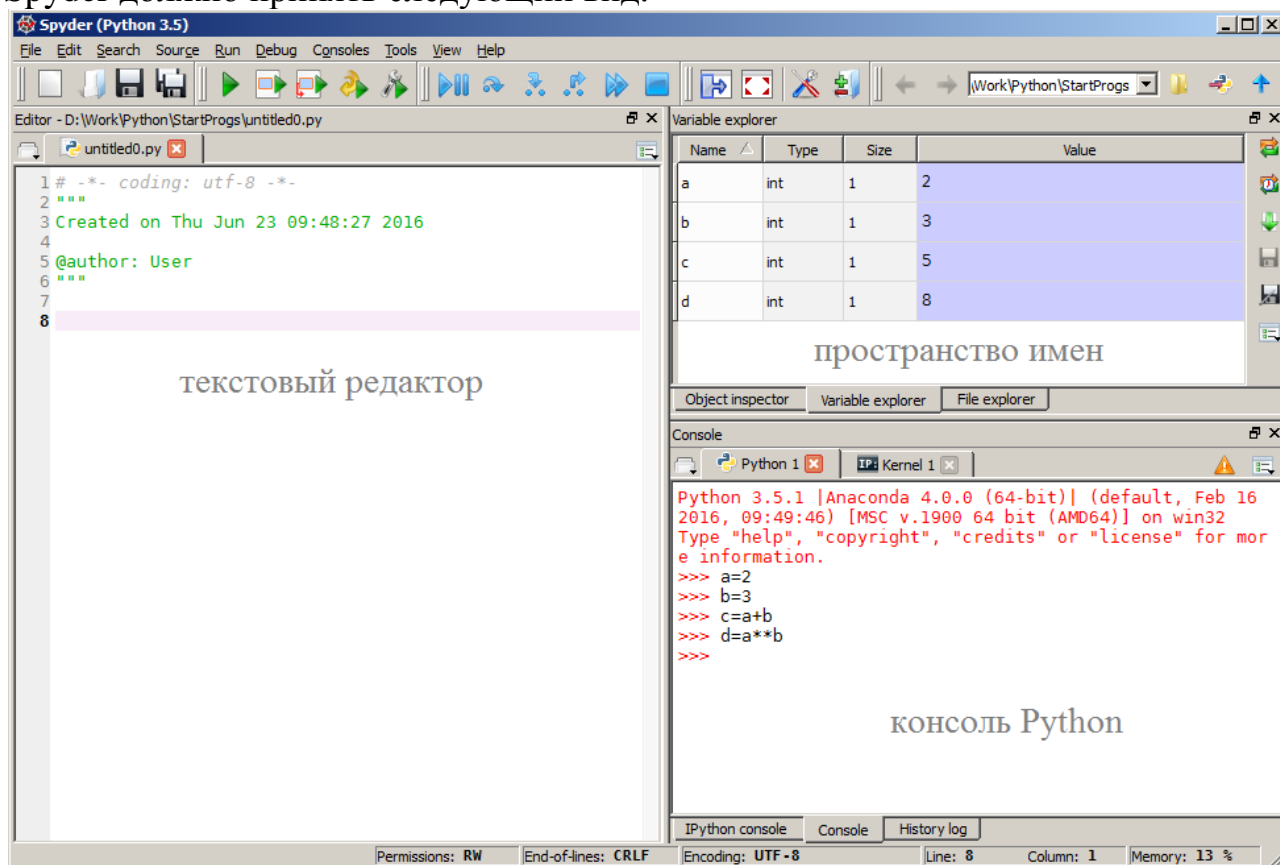 Spyder должно принять следующий вид:
Spyder (Python 3.5)
File Edit Search Source Run Debug Consoles Tools View Help
\Work\Python\StartProgs
Editor - D:\Work\Python\StartProgs\untitled0.py
untitled0.py
1 # -*- coding: utf-8 -*-
2 """
3 Created on Thu Jun 23 09:48:27 2016
4
5 @author: User
6 """
7
8
текстовый редактор
Variable explorer
Name Type Size Value
a int 1 2
b int 1 3
c int 1 5
d int 1 8
пространство имен
Object inspector Variable explorer File explorer
Console
Python 1 IP: Kernel 1
Python 3.5.1 |Anaconda 4.0.0 (64-bit)| (default, Feb 16
2016, 09:49:46) [MSC v.1900 64 bit (AMD64)] on win32
Type "help", "copyright", "credits" or "license" for mor
e information.
>>> a=2
>>> b=3
>>> c=a+b
>>> d=a**b
>>>
консоль Python
IPython console Console History log
Permissions: RW End-of-lines: CRLF Encoding: UTF-8 Line: 8 Column: 1 Memory: 13 %